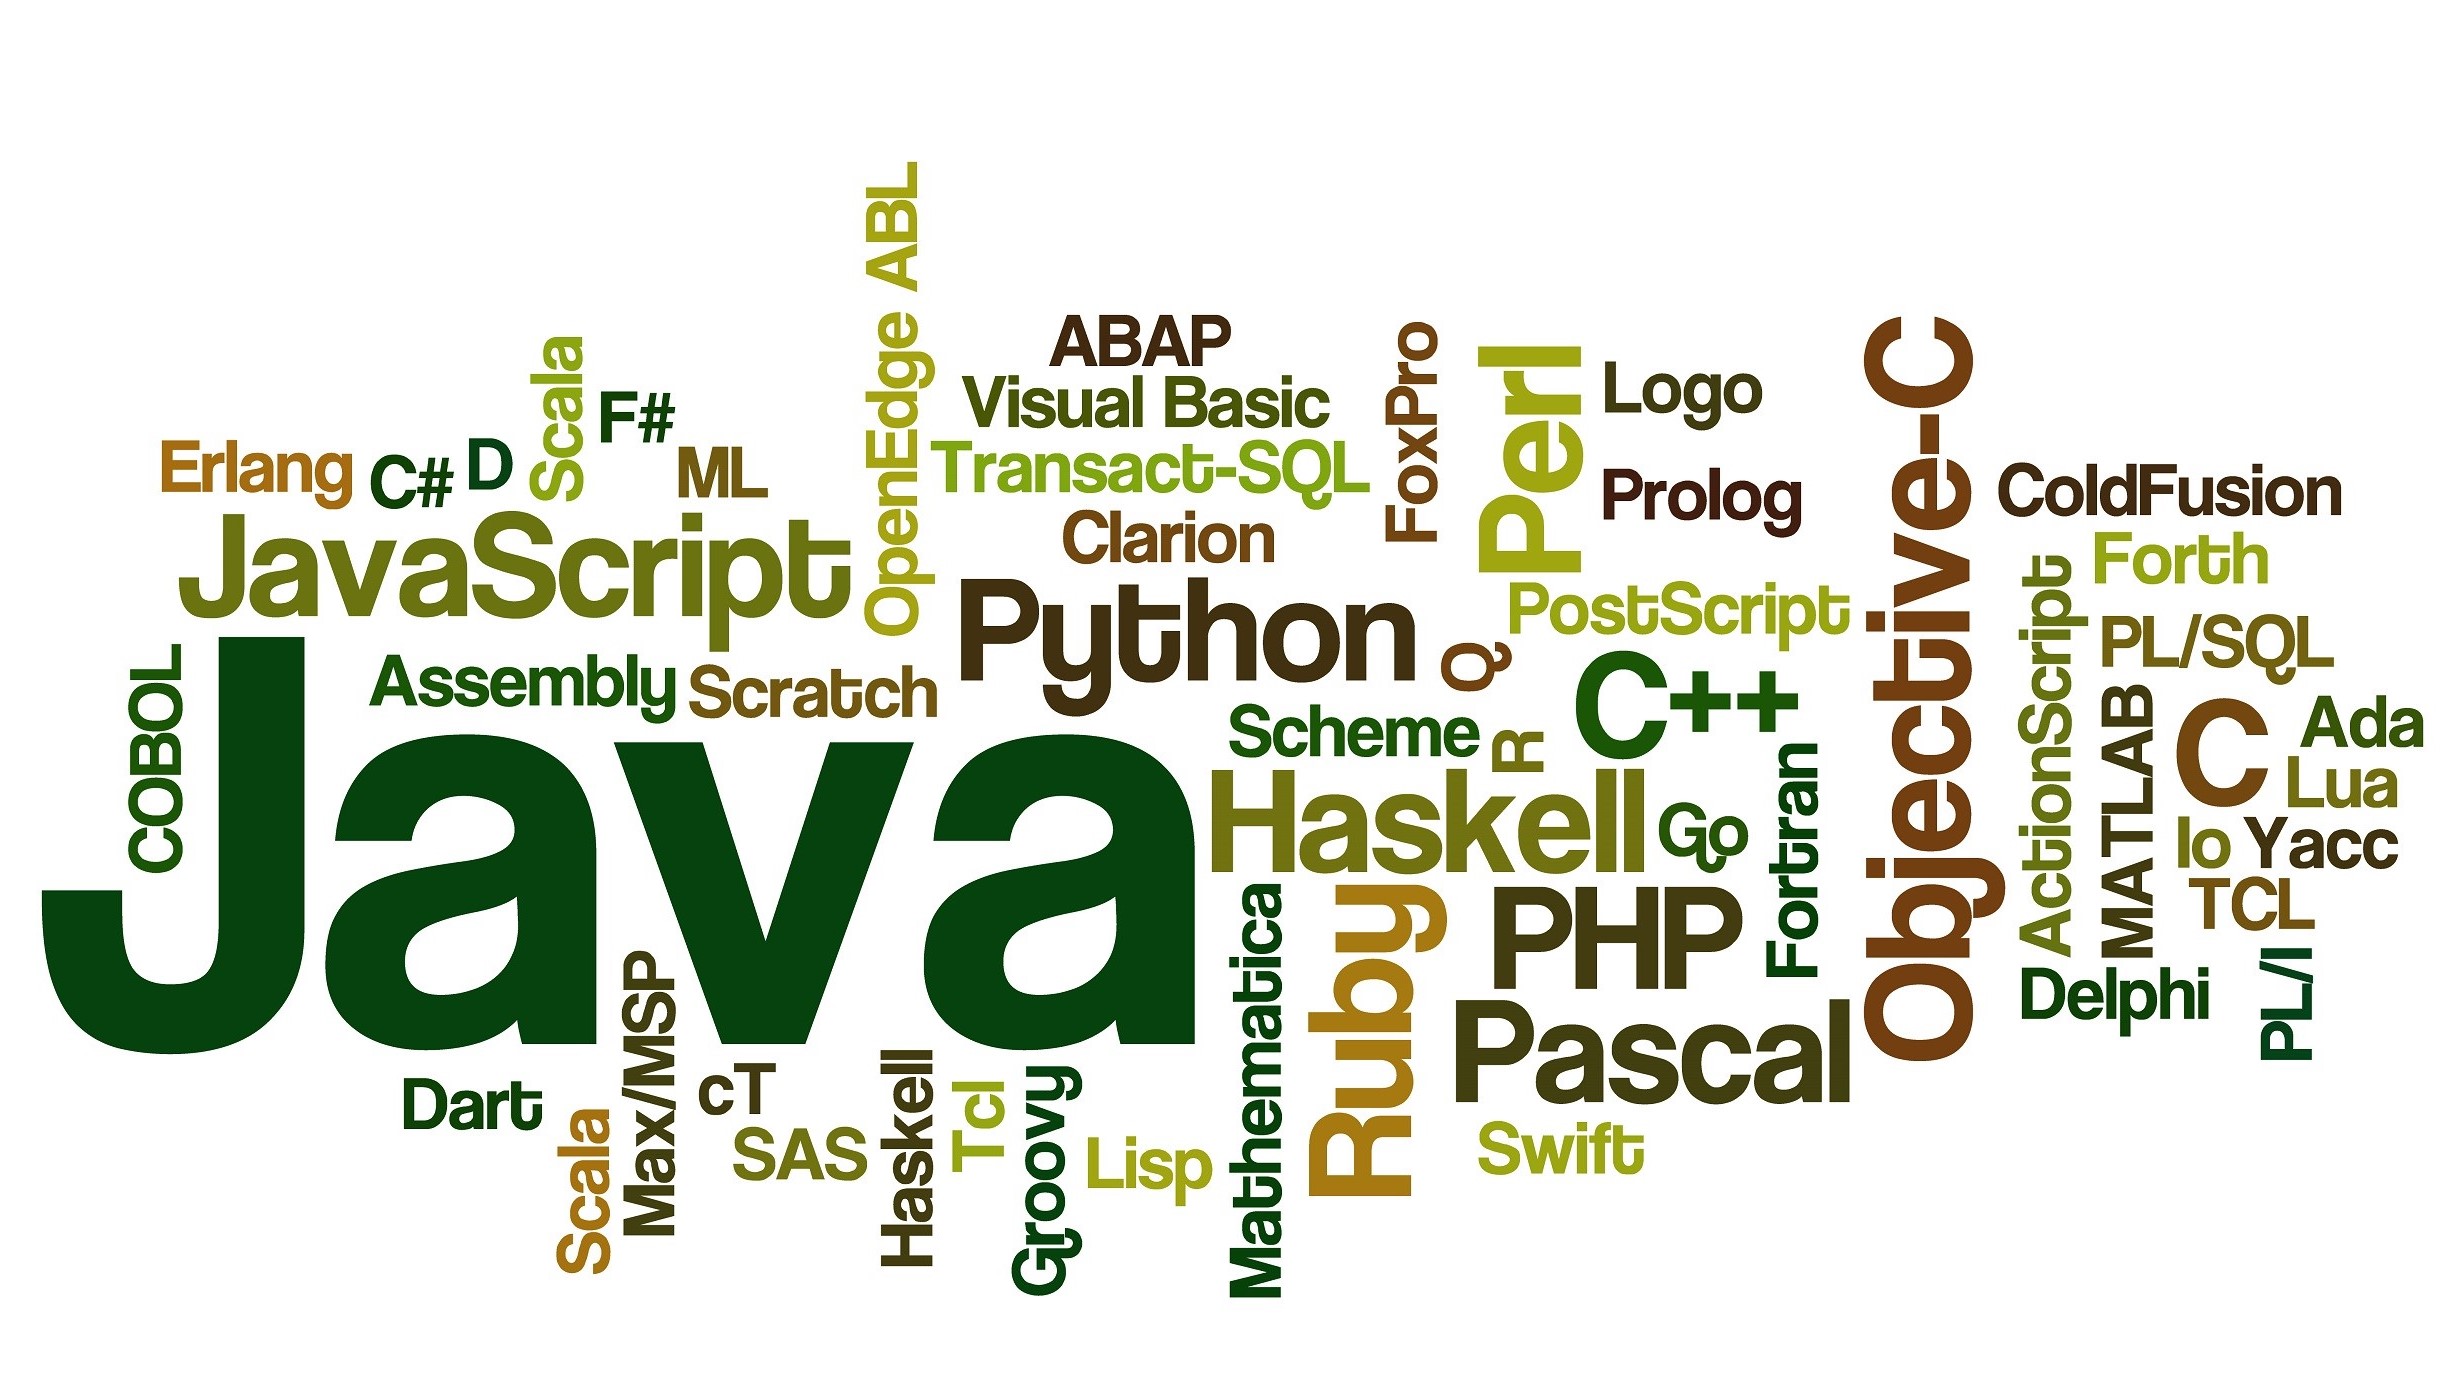 OpenEdge ABL
ABAP
Visual Basic
Transact-SQL
Clarion
FoxPro
Perl
Logo
Prolog
PostScript
Objective-C
ColdFusion
Forth
PL/SQL
ActionScript
MATLAB
C
Ada
Lua
Io
Yacc
TCL
PL/I
Delphi
Scala
F#
Erlang
C#
D
ML
JavaScript
Python
Q
C++
COBOL
Assembly
Scratch
Java
Scheme
R
Haskell
Go
Fortran
Mathematica
Ruby
PHP
Pascal
Swift
Dart
Scala
Max/MSP
cT
SAS
Haskell
Tcl
Groovy
Lisp